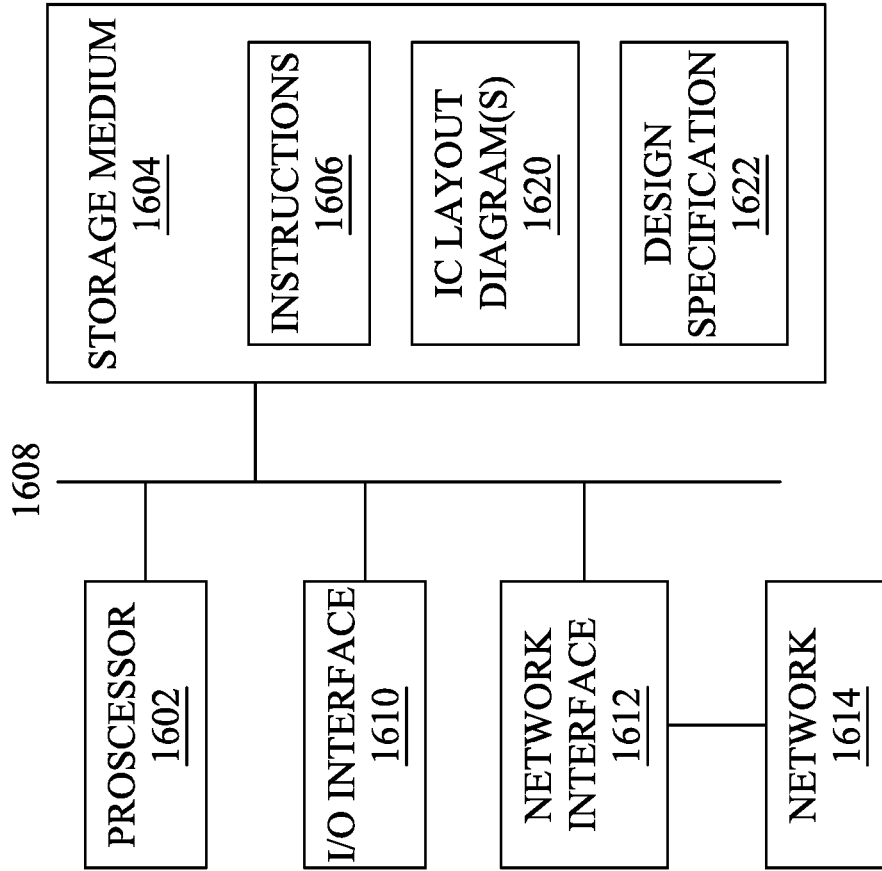 1608
PROSCESSOR
1602
I/O INTERFACE
1610
NETWORK
INTERFACE
1612
NETWORK
1614
STORAGE MEDIUM
1604
INSTRUCTIONS
1606
IC LAYOUT
DIAGRAM(S)
1620
DESIGN
SPECIFICATION
1622